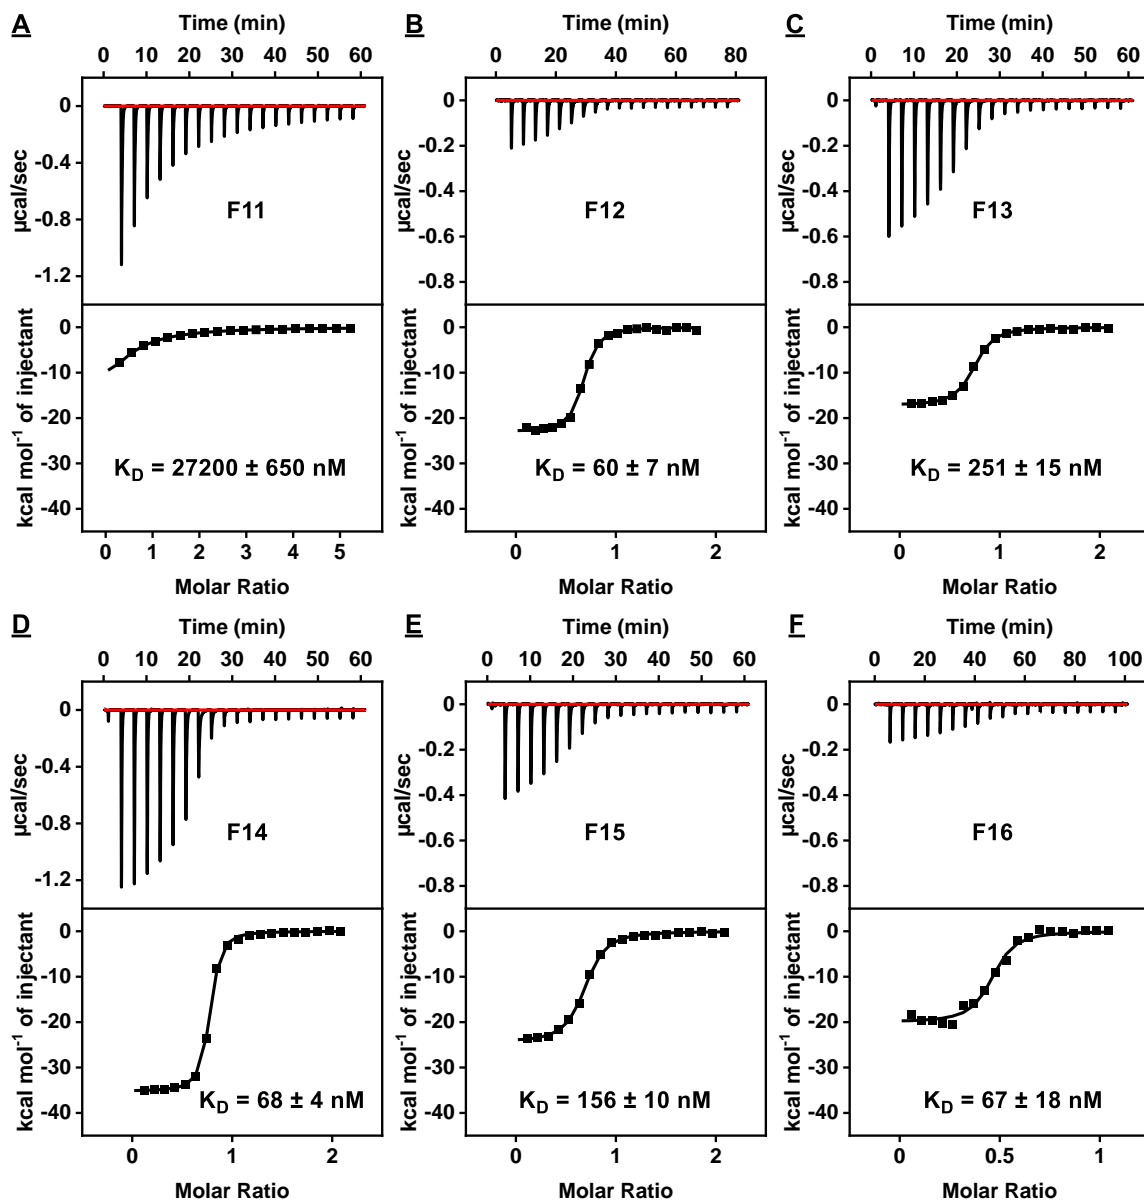 A
Time (min)
0 10 20 30 40 50 60
0
-0.4
-0.8
-1.2
µcal/sec
F11
0
-10
-20
-30
-40
kcal mol⁻¹ of injectant
K_D = 27200 ± 650 nM
0 1 2 3 4 5
Molar Ratio
B
Time (min)
0 20 40 60 80
0
-0.2
-0.4
-0.6
-0.8
µcal/sec
F12
0
-10
-20
-30
-40
kcal mol⁻¹ of injectant
K_D = 60 ± 7 nM
0 1 2
Molar Ratio
C
Time (min)
0 10 20 30 40 50 60
0
-0.2
-0.4
-0.6
-0.8
µcal/sec
F13
0
-10
-20
-30
-40
kcal mol⁻¹ of injectant
K_D = 251 ± 15 nM
0 1 2
Molar Ratio
D
Time (min)
0 10 20 30 40 50 60
0
-0.4
-0.8
-1.2
µcal/sec
F14
0
-10
-20
-30
-40
kcal mol⁻¹ of injectant
K_D = 68 ± 4 nM
0 1 2
Molar Ratio
E
Time (min)
0 10 20 30 40 50 60
0
-0.2
-0.4
-0.6
-0.8
µcal/sec
F15
0
-10
-20
-30
-40
kcal mol⁻¹ of injectant
K_D = 156 ± 10 nM
0 1 2
Molar Ratio
F
Time (min)
0 20 40 60 80 100
0
-0.2
-0.4
-0.6
-0.8
µcal/sec
F16
0
-10
-20
-30
-40
kcal mol⁻¹ of injectant
K_D = 67 ± 18 nM
0 0.5 1
Molar Ratio